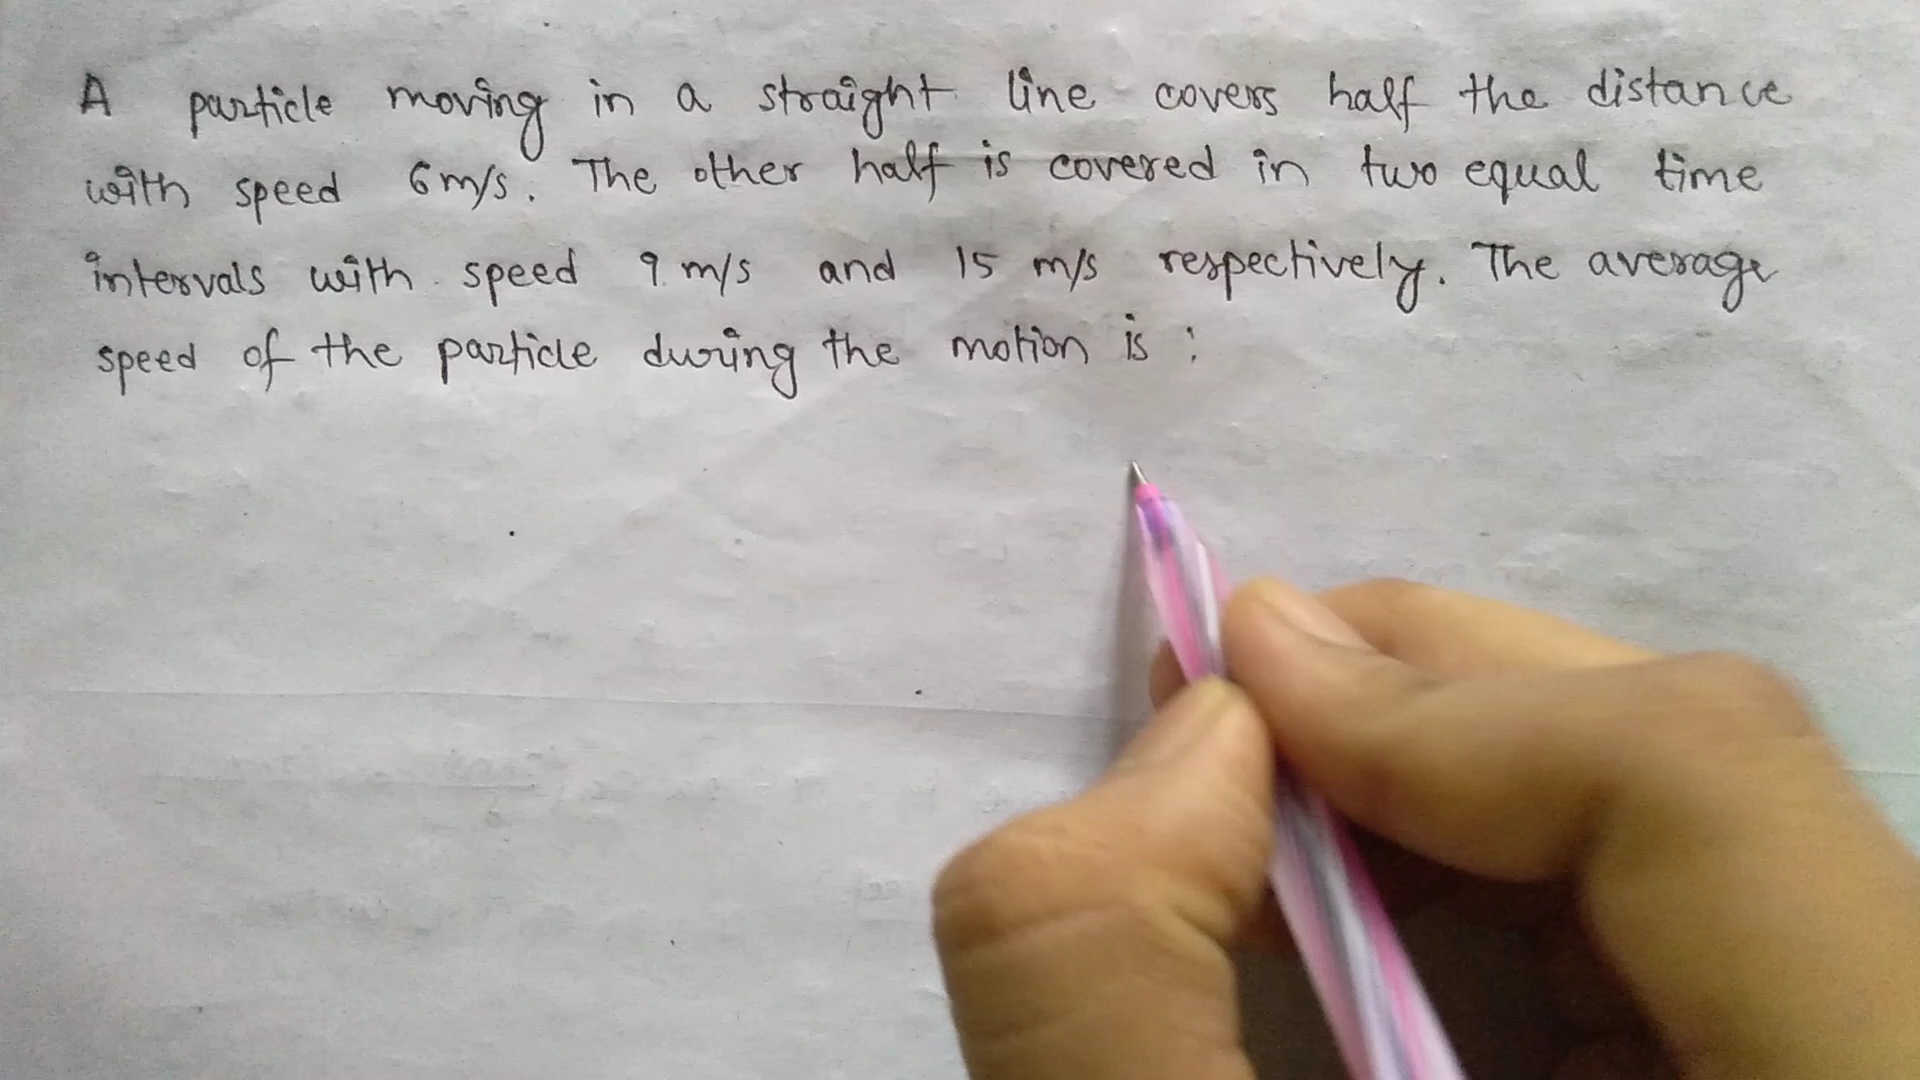 A particle moving in a straight line covers half the distance
with speed 6 m/s. The other half is covered in two equal time
intervals with speed 9 m/s and 15 m/s respectively. The average
speed of the particle during the motion is :